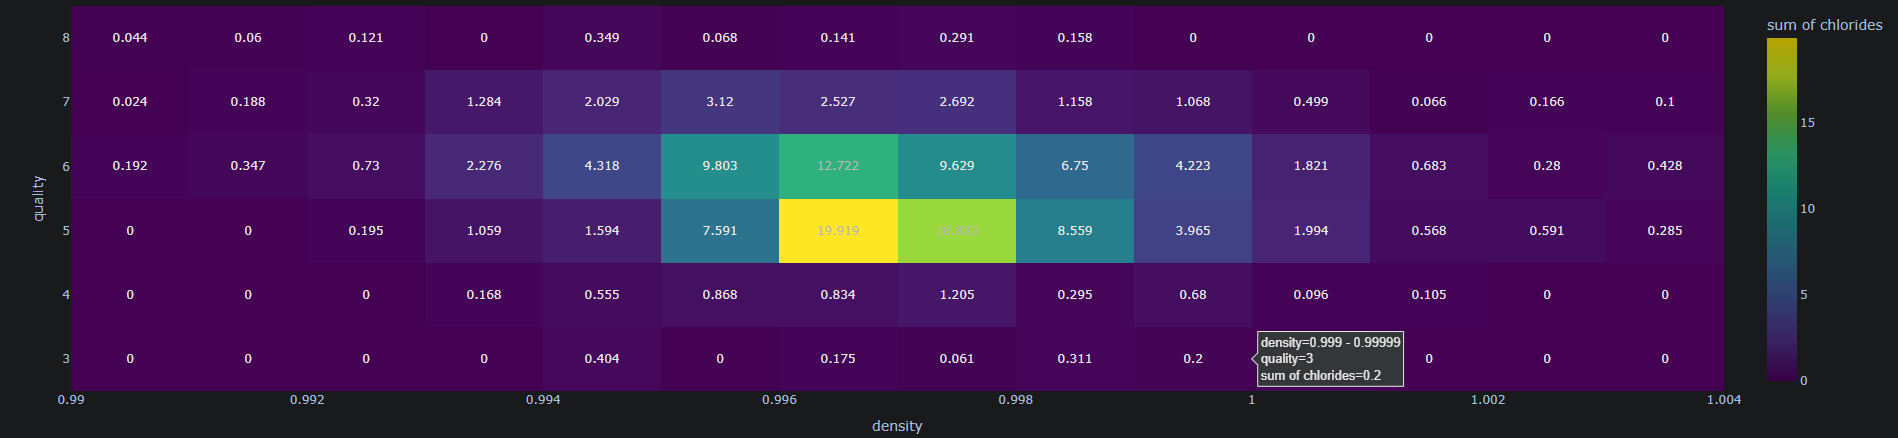 sum of chlorides
8 0.044 0.06 0.121 0 0.349 0.068 0.141 0.291 0.158 0 0 0 0 0
7 0.024 0.188 0.32 1.284 2.029 3.12 2.527 2.692 1.158 1.068 0.499 0.066 0.166 0.1
15
6 0.192 0.347 0.73 2.276 4.318 9.803 12.722 9.629 6.75 4.223 1.821 0.683 0.28 0.428
quality
10
5 0 0 0.195 1.059 1.594 7.591 19.919 8.559 3.965 1.994 0.568 0.591 0.285
4 0 0 0 0.168 0.555 0.868 0.834 1.205 0.295 0.68 0.096 0.105 0 0
5
density=0.999 - 0.99999
3 0 0 0 0 0.404 0 0.175 0.061 0.311 0.2 quality=3 0 0 0
sum of chlorides=0.2
0
0.99 0.992 0.994 0.996 0.998 1 1.002 1.004
density